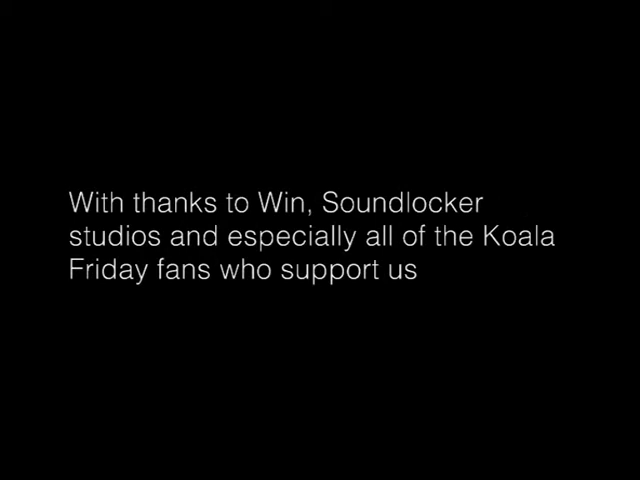 With thanks to Win, Soundlocker
studios and especially all of the Koala
Friday fans who support us